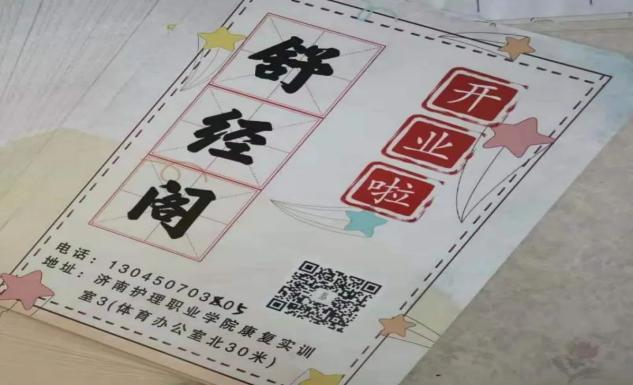 舒经阁
开业啦
电话：130450703805
地址：济南护理职业学院康复实训
室3(体育办公室北30米)